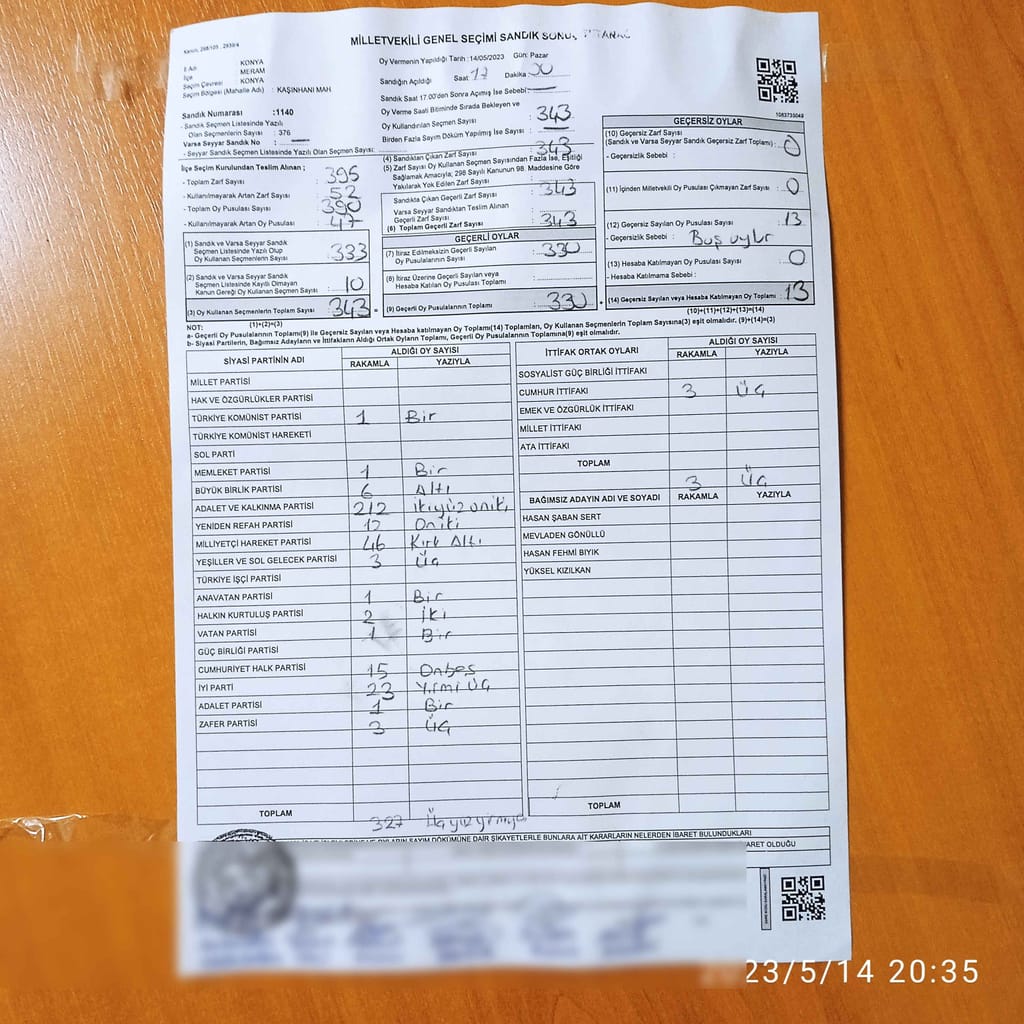 MİLLETVEKİLİ GENEL SEÇİMİ SANDIK SONUÇ
Kanun, 298/105 , 2839/4
Oy Vermenin Yapıldığı Tarih :14/05/2023 Gün: Pazar
Sandığın Açıldığı Saat 17 Dakika 00
Sandık Saat 17.00'den Sonra Açılmış İse Sebebi:
İli Adı KONYA
İlçe MERAM
Seçim Çevresi KONYA
Seçim Bölgesi (Mahalle Adı) : KAŞINHANI MAH
Sandık Numarası :1140
- Sandık Seçmen Listesinde Yazılı
Olan Seçmenlerin Sayısı : 376
Varsa Seyyar Sandık No :
- Seyyar Sandık Seçmen Listesinde Yazılı Olan Seçmen Sayısı:
Oy Verme Saati Bitiminde Sırada Bekleyen ve
Oy Kullandırılan Seçmen Sayısı : 343
Birden Fazla Sayım Döküm Yapılmış İse Sayısı :
İlçe Seçim Kurulundan Teslim Alınan ;
- Toplam Zarf Sayısı : 395
- Kullanılmayarak Artan Zarf Sayısı : 52
- Toplam Oy Pusulası Sayısı : 390
- Kullanılmayarak Artan Oy Pusulası : 47
(1) Sandık ve Varsa Seyyar Sandık
Seçmen Listesinde Yazılı Olup
Oy Kullanan Seçmenlerin Sayısı : 333
(2) Sandık ve Varsa Seyyar Sandık
Seçmen Listesinde Kayıtlı Olmayan
Kanun Gereği Oy Kullanan Seçmen Sayısı : 10
(3) Oy Kullanan Seçmenlerin Toplam Sayısı : 343 =
(1)+(2)=(3)
(4) Sandıktan Çıkan Zarf Sayısı : 343
(5) Zarf Sayısı Oy Kullanan Seçmen Sayısından Fazla İse, Eşitliği
Sağlamak Amacıyla, 298 Sayılı Kanunun 98. Maddesine Göre
Yakılarak Yok Edilen Zarf Sayısı :
Sandıkta Çıkan Geçerli Zarf Sayısı : 343
Varsa Seyyar Sandıktan Teslim Alınan
Geçerli Zarf Sayısı :
(6) Toplam Geçerli Zarf Sayısı : 343
GEÇERLİ OYLAR
(7) İtiraz Edilmeksizin Geçerli Sayılan
Oy Pusulalarının Sayısı : 330
(8) İtiraz Üzerine Geçerli Sayılan veya
Hesaba Katılan Oy Pusulaları Toplamı :
(9) Geçerli Oy Pusulalarının Toplamı : 330 +
1083735049
GEÇERSİZ OYLAR
(10) Geçersiz Zarf Sayısı
(Sandık ve Varsa Seyyar Sandık Geçersiz Zarf Toplamı) : 0
- Geçersizlik Sebebi :
(11) İçinden Milletvekili Oy Pusulası Çıkmayan Zarf Sayısı : 0
(12) Geçersiz Sayılan Oy Pusulası Sayısı : 13
- Geçersizlik Sebebi : Boş oylr
(13) Hesaba Katılmayan Oy Pusulası Sayısı : 0
- Hesaba Katılmama Sebebi :
(14) Geçersiz Sayılan veya Hesaba Katılmayan Oy Toplamı : 13
(10)+(11)+(12)+(13)=(14)
NOT:
a- Geçerli Oy Pusulalarının Toplamı(9) ile Geçersiz Sayılan veya Hesaba katılmayan Oy Toplamı(14) Toplamları, Oy Kullanan Seçmenlerin Toplam Sayısına(3) eşit olmalıdır. (9)+(14)=(3)
b- Siyasi Partilerin, Bağımsız Adayların ve İttifakların Aldığı Ortak Oyların Toplamı, Geçerli Oy Pusulalarının Toplamına(9) eşit olmalıdır.
SİYASİ PARTİNİN ADI ALDIĞI OY SAYISI
RAKAMLA YAZIYLA
MİLLET PARTİSİ
HAK VE ÖZGÜRLÜKLER PARTİSİ
TÜRKİYE KOMÜNİST PARTİSİ 1 Bir
TÜRKİYE KOMÜNİST HAREKETİ
SOL PARTİ
MEMLEKET PARTİSİ 1 Bir
BÜYÜK BİRLİK PARTİSİ 6 Altı
ADALET VE KALKINMA PARTİSİ 212 ikiyüz oniki
YENİDEN REFAH PARTİSİ 12 Oniki
MİLLİYETÇİ HAREKET PARTİSİ 46 Kırk Altı
YEŞİLLER VE SOL GELECEK PARTİSİ 3 Üç
TÜRKİYE İŞÇİ PARTİSİ
ANAVATAN PARTİSİ 1 Bir
HALKIN KURTULUŞ PARTİSİ 2 İki
VATAN PARTİSİ 1 Bir
GÜÇ BİRLİĞİ PARTİSİ
CUMHURİYET HALK PARTİSİ 15 Onbeş
İYİ PARTİ 23 Yirmi Üç
ADALET PARTİSİ 1 Bir
ZAFER PARTİSİ 3 Üç
TOPLAM 327
İTTİFAK ORTAK OYLARI ALDIĞI OY SAYISI
RAKAMLA YAZIYLA
SOSYALİST GÜÇ BİRLİĞİ İTTİFAKI
CUMHUR İTTİFAKI 3 Üç
EMEK VE ÖZGÜRLÜK İTTİFAKI
MİLLET İTTİFAKI
ATA İTTİFAKI
TOPLAM 3 Üç
BAĞIMSIZ ADAYIN ADI VE SOYADI RAKAMLA YAZIYLA
HASAN ŞABAN SERT
MEVLADEN GÖNÜLLÜ
HASAN FEHMİ BIYIK
YÜKSEL KIZILKAN
TOPLAM
SAYIM DÖKÜMÜNE DAİR ŞİKAYETLERLE BUNLARA AİT KARARLARIN NELERDEN İBARET BULUNDUKLARI
ARET OLDUĞU
23/5/14 20:35